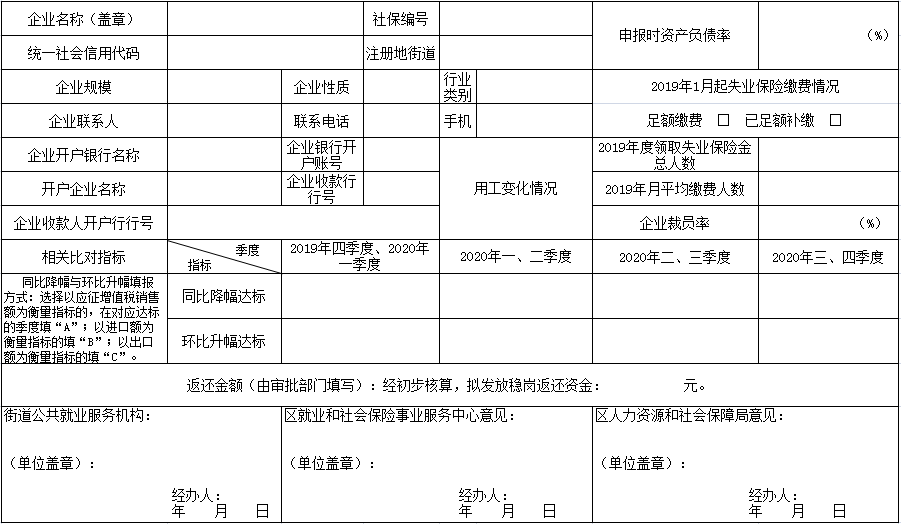 企业名称（盖章）
社保编号
申报时资产负债率
（%）
统一社会信用代码
注册地街道
企业规模
企业性质
行业
类别
2019年1月起失业保险缴费情况
企业联系人
联系电话
手机
足额缴费 □ 已足额补缴 □
企业开户银行名称
企业银行开
户账号
用工变化情况
2019年度领取失业保险金
总人数
开户企业名称
企业收款行
行号
2019年月平均缴费人数
企业收款人开户行行号
企业裁员率
（%）
相关比对指标
季度
指标
2019年四季度、2020年
一季度
2020年一、二季度
2020年二、三季度
2020年三、四季度
同比降幅与环比升幅填报
方式：选择以应征增值税销售
额为衡量指标的，在对应达标
的季度填“A”；以进口额为
衡量指标的填“B”；以出口
额为衡量指标的填“C”。
同比降幅达标
环比升幅达标
返还金额（由审批部门填写）：经初步核算，拟发放稳岗返还资金： 元。
街道公共就业服务机构：
（单位盖章）：
经办人：
年 月 日
区就业和社会保险事业服务中心意见：
（单位盖章）：
经办人：
年 月 日
区人力资源和社会保障局意见：
（单位盖章）：
经办人：
年 月 日